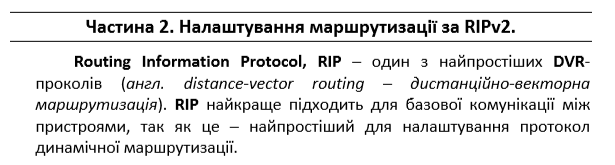 Частина 2. Налаштування маршрутизації за RIPv2.
Routing Information Protocol, RIP – один з найпростіших DVR-
проколів (англ. distance-vector routing – дистанційно-векторна
маршрутизація). RIP найкраще підходить для базової комунікації між
пристроями, так як це – найпростіший для налаштування протокол
динамічної маршрутизації.